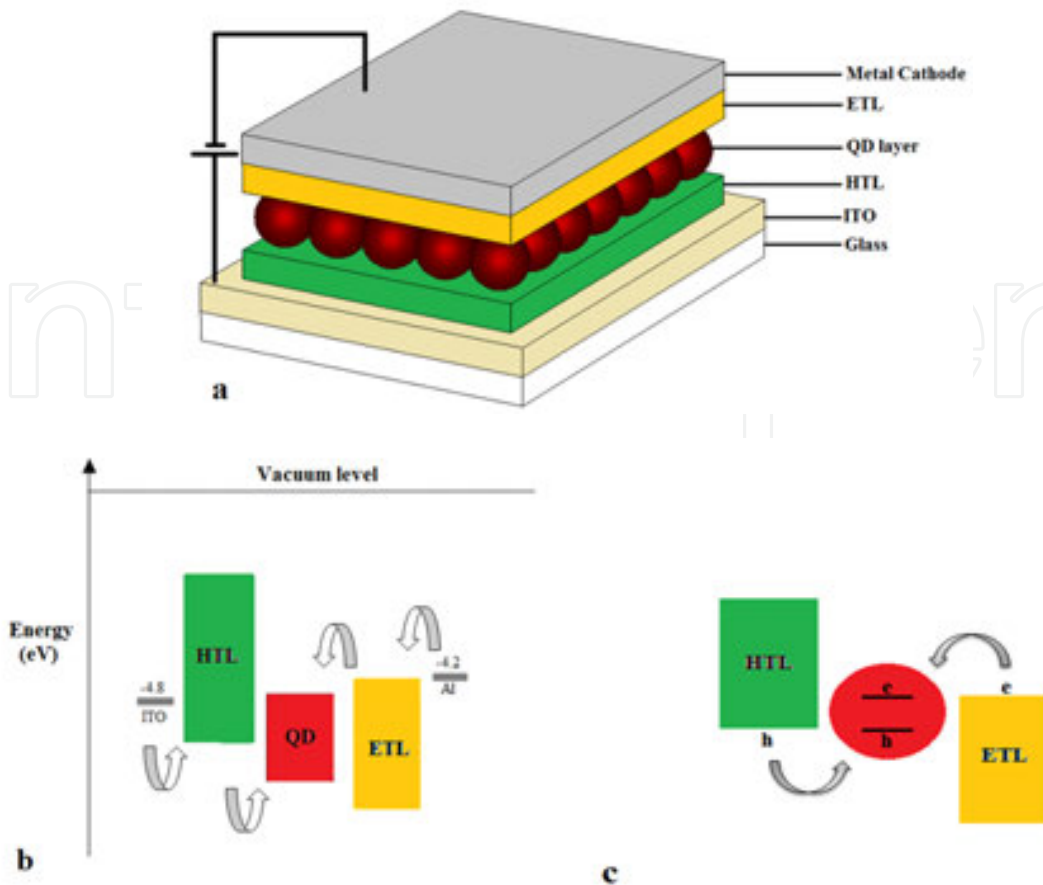 Metal Cathode
ETL
QD layer
HTL
ITO
Glass
a
Vacuum level
Energy
(eV)
HTL
-4.8
ITO
QD
ETL
-4.2
Al
b
HTL
h
e
h
e
ETL
c